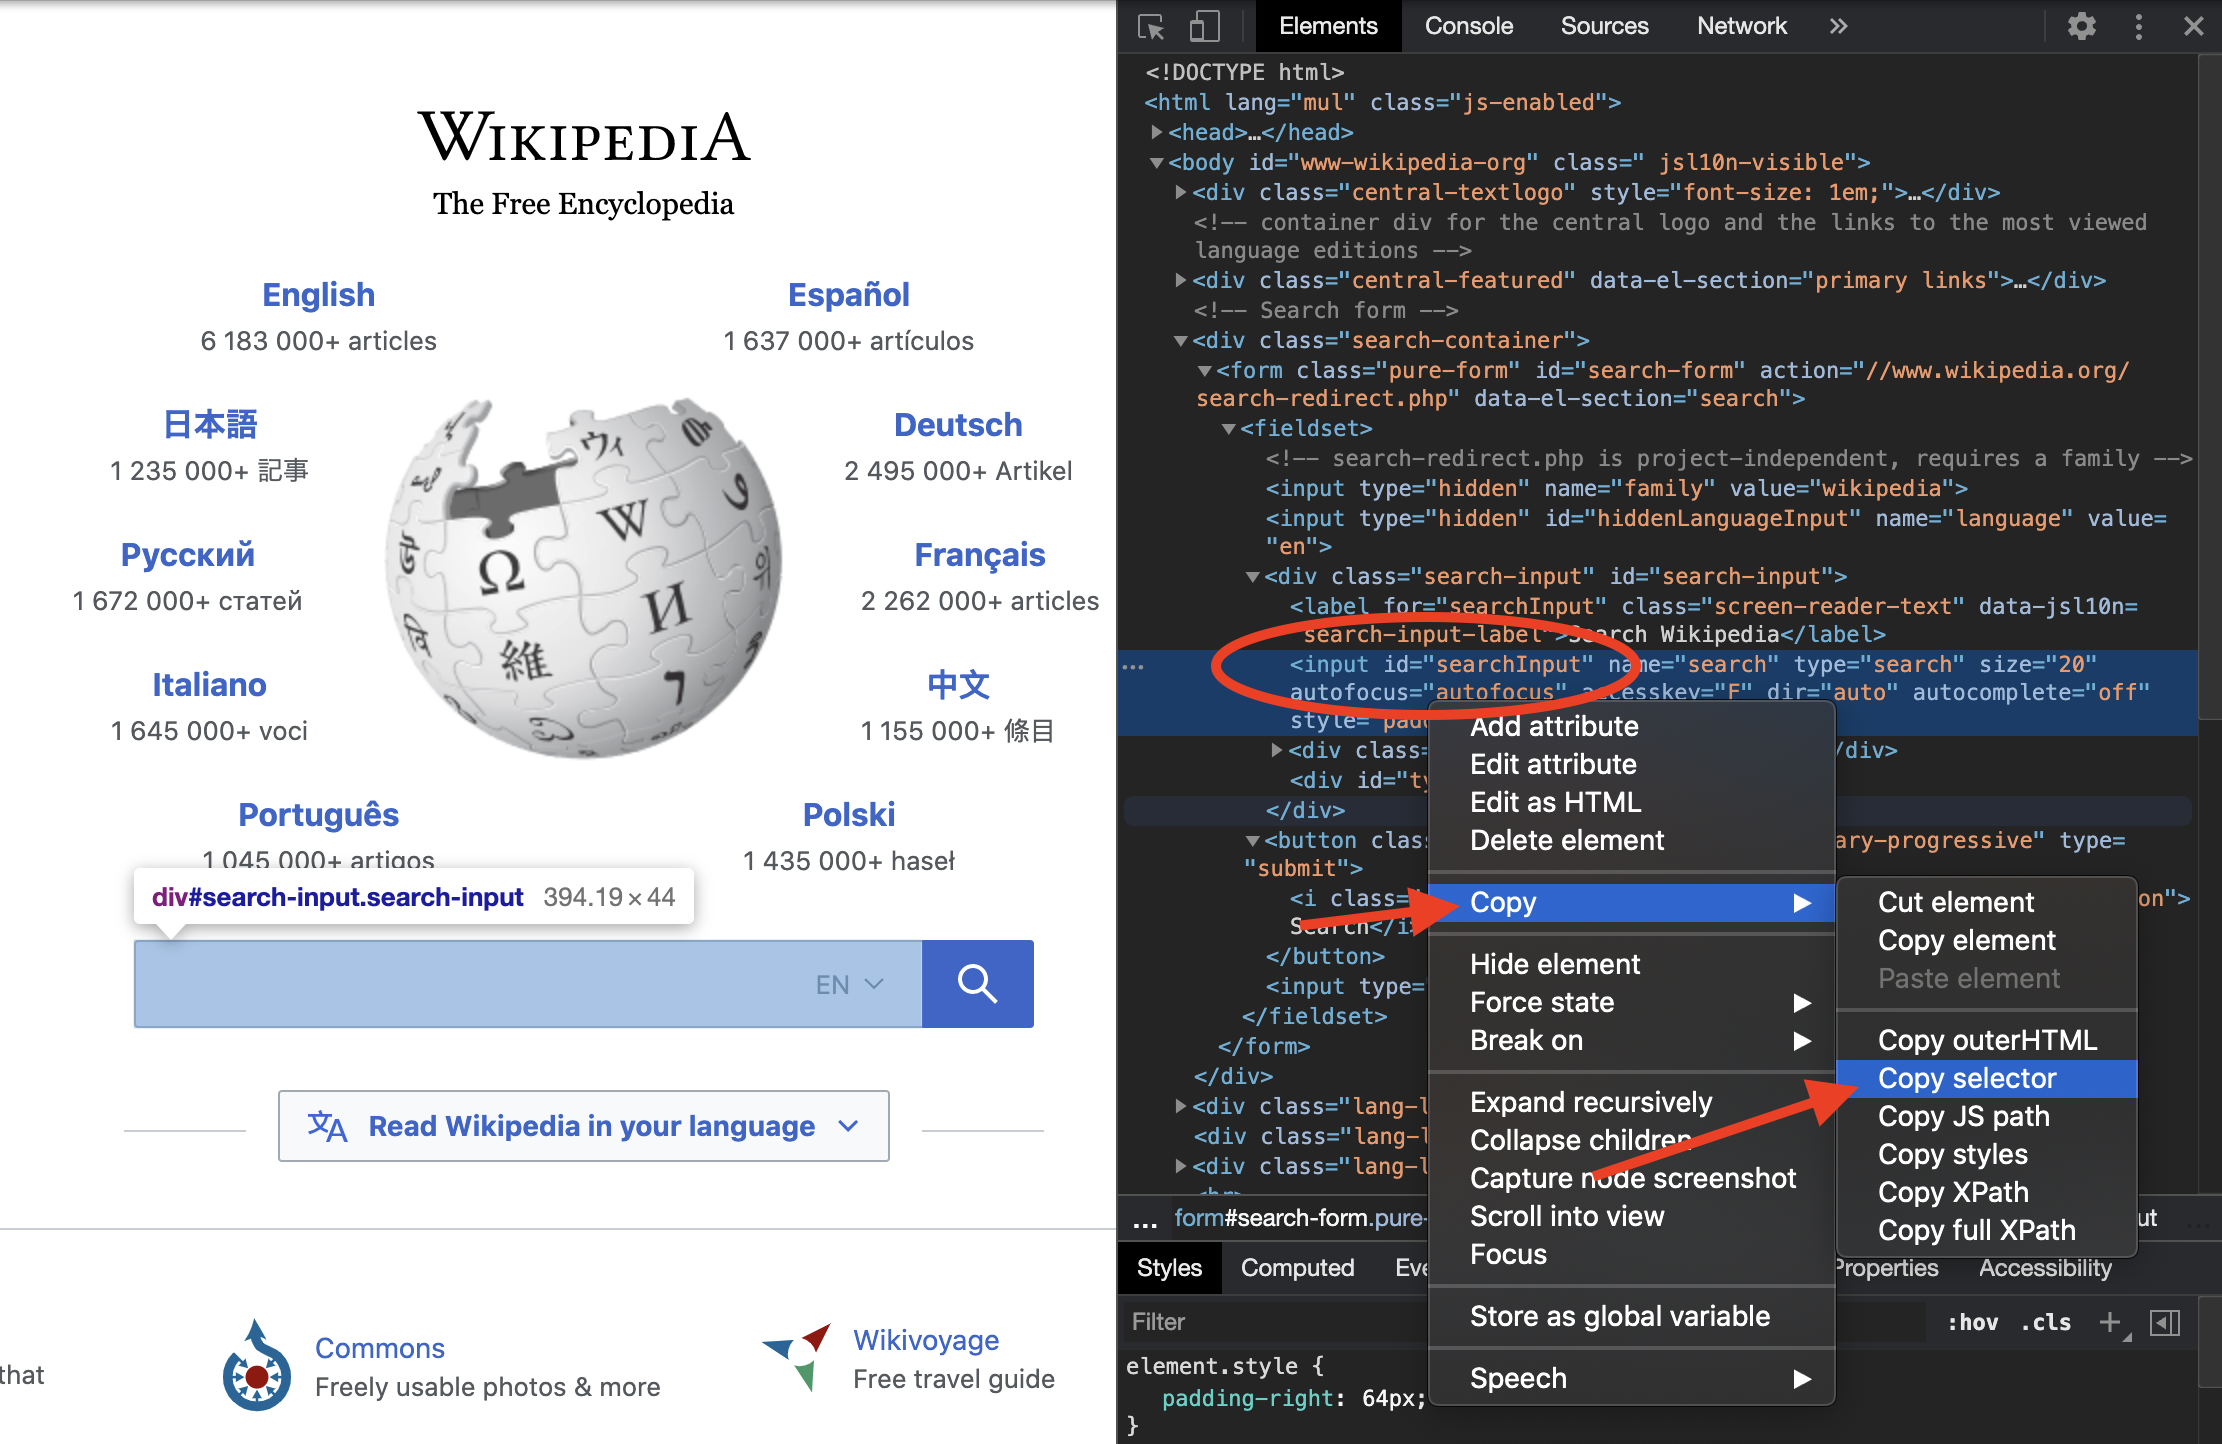 WIKIPEDIA
The Free Encyclopedia
English
6 183 000+ articles
Español
1 637 000+ artículos
日本語
1 235 000+ 記事
Deutsch
2 495 000+ Artikel
Русский
1 672 000+ статей
Français
2 262 000+ articles
Italiano
1 645 000+ voci
中文
1 155 000+ 條目
Português
1 045 000+ artigos
Polski
1 435 000+ haseł
div#search-input.search-input 394.19 × 44
EN
Read Wikipedia in your language
that
Commons
Freely usable photos & more
Wikivoyage
Free travel guide
Ω
W
И
維
ウィ
Elements Console Sources Network »
<!DOCTYPE html>
<html lang="mul" class="js-enabled">
<head>…</head>
<body id="www-wikipedia-org" class=" jsl10n-visible">
<div class="central-textlogo" style="font-size: 1em;">…</div>
<!-- container div for the central logo and the links to the most viewed
language editions -->
<div class="central-featured" data-el-section="primary links">…</div>
<!-- Search form -->
<div class="search-container">
<form class="pure-form" id="search-form" action="//www.wikipedia.org/
search-redirect.php" data-el-section="search">
<fieldset>
<!-- search-redirect.php is project-independent, requires a family -->
<input type="hidden" name="family" value="wikipedia">
<input type="hidden" id="hiddenLanguageInput" name="language" value=
"en">
<div class="search-input" id="search-input">
<label for="searchInput" class="screen-reader-text" data-jsl10n=
search-input-label">Search Wikipedia</label>
… <input id="searchInput" name="search" type="search" size="20"
autofocus="autofocus" accesskey="F" dir="auto" autocomplete="off"
style="padd
<div class= /div>
<div id="ty
</div>
<button clas ary-progressive" type=
"submit">
<i class= on">
Search</i>
</button>
<input type=
</fieldset>
</form>
</div>
<div class="lang-l
<div class="lang-l
<div class="lang-l
<hr>
… form#search-form.pure- ut …
Styles Computed Eve Properties Accessibility
Filter :hov .cls
element.style {
padding-right: 64px;
}
Add attribute
Edit attribute
Edit as HTML
Delete element
Copy
Hide element
Force state
Break on
Expand recursively
Collapse children
Capture node screenshot
Scroll into view
Focus
Store as global variable
Speech
Cut element
Copy element
Paste element
Copy outerHTML
Copy selector
Copy JS path
Copy styles
Copy XPath
Copy full XPath